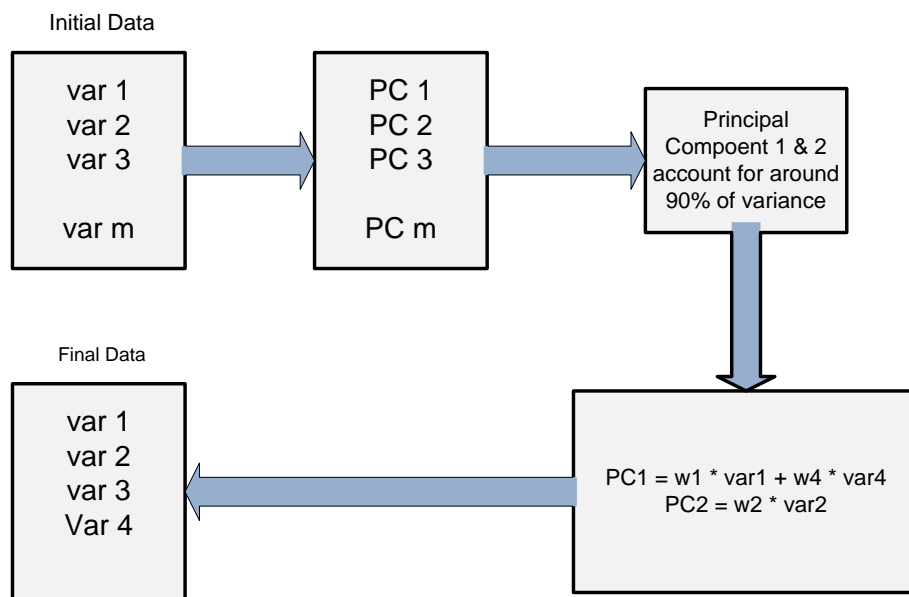 Initial Data
var 1
var 2
var 3
var m
PC 1
PC 2
PC 3
PC m
Principal
Compoent 1 & 2
account for around
90% of variance
Final Data
var 1
var 2
var 3
Var 4
PC1 = w1 * var1 + w4 * var4
PC2 = w2 * var2